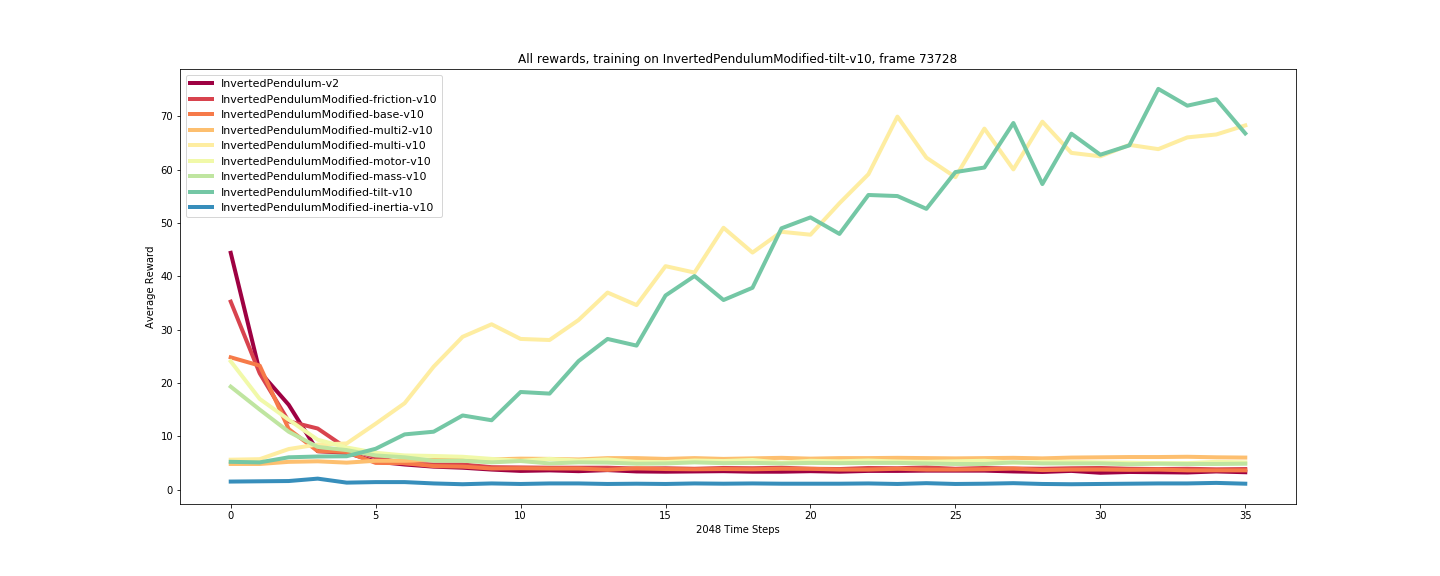 All rewards, training on InvertedPendulumModified-tilt-v10, frame 73728
InvertedPendulum-v2
InvertedPendulumModified-friction-v10
InvertedPendulumModified-base-v10
InvertedPendulumModified-multi2-v10
InvertedPendulumModified-multi-v10
InvertedPendulumModified-motor-v10
InvertedPendulumModified-mass-v10
InvertedPendulumModified-tilt-v10
InvertedPendulumModified-inertia-v10
Average Reward
70
60
50
40
30
20
10
0
0 5 10 15 20 25 30 35
2048 Time Steps